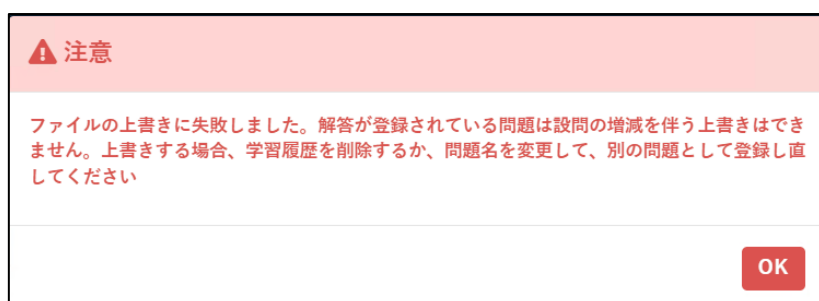 注意
ファイルの上書きに失敗しました。解答が登録されている問題は設問の増減を伴う上書きはでき
ません。上書きする場合、学習履歴を削除するか、問題名を変更して、別の問題として登録し直
してください
OK